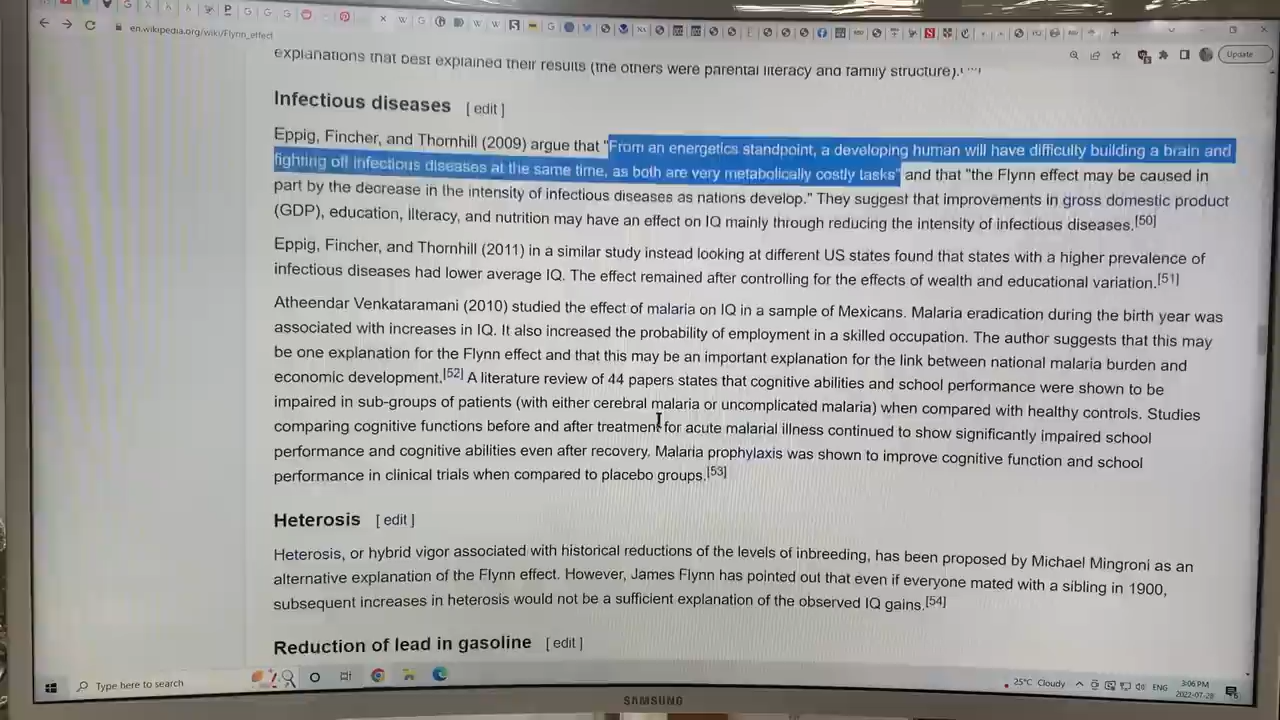 en.wikipedia.org/wiki/Flynn_effect
Update
explanations that best explained their results (the others were parental literacy and family structure).
Infectious diseases [ edit ]
Eppig, Fincher, and Thornhill (2009) argue that "From an energetics standpoint, a developing human will have difficulty building a brain and
fighting off infectious diseases at the same time, as both are very metabolically costly tasks" and that "the Flynn effect may be caused in
part by the decrease in the intensity of infectious diseases as nations develop." They suggest that improvements in gross domestic product
(GDP), education, literacy, and nutrition may have an effect on IQ mainly through reducing the intensity of infectious diseases.[50]
Eppig, Fincher, and Thornhill (2011) in a similar study instead looking at different US states found that states with a higher prevalence of
infectious diseases had lower average IQ. The effect remained after controlling for the effects of wealth and educational variation.[51]
Atheendar Venkataramani (2010) studied the effect of malaria on IQ in a sample of Mexicans. Malaria eradication during the birth year was
associated with increases in IQ. It also increased the probability of employment in a skilled occupation. The author suggests that this may
be one explanation for the Flynn effect and that this may be an important explanation for the link between national malaria burden and
economic development.[52] A literature review of 44 papers states that cognitive abilities and school performance were shown to be
impaired in sub-groups of patients (with either cerebral malaria or uncomplicated malaria) when compared with healthy controls. Studies
comparing cognitive functions before and after treatment for acute malarial illness continued to show significantly impaired school
performance and cognitive abilities even after recovery. Malaria prophylaxis was shown to improve cognitive function and school
performance in clinical trials when compared to placebo groups.[53]
Heterosis [ edit ]
Heterosis, or hybrid vigor associated with historical reductions of the levels of inbreeding, has been proposed by Michael Mingroni as an
alternative explanation of the Flynn effect. However, James Flynn has pointed out that even if everyone mated with a sibling in 1900,
subsequent increases in heterosis would not be a sufficient explanation of the observed IQ gains.[54]
Reduction of lead in gasoline [ edit ]
Type here to search
25°C Cloudy ENG 3:06 PM
2022-07-28
SAMSUNG